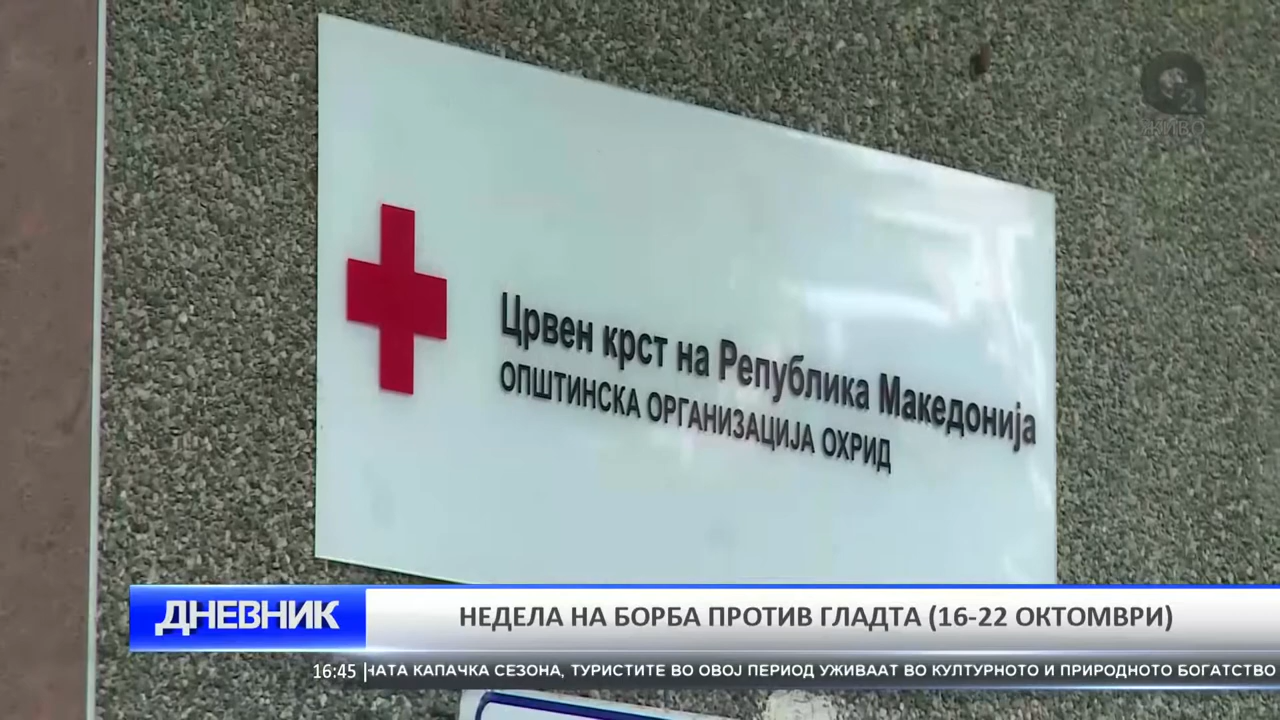 ЖИВО
Црвен крст на Република Македонија
ОПШТИНСКА ОРГАНИЗАЦИЈА ОХРИД
ДНЕВНИК
НЕДЕЛА НА БОРБА ПРОТИВ ГЛАДТА (16-22 ОКТОМВРИ)
16:45 НАТА КАПАЧКА СЕЗОНА, ТУРИСТИТЕ ВО ОВОЈ ПЕРИОД УЖИВААТ ВО КУЛТУРНОТО И ПРИРОДНОТО БОГАТСТВО